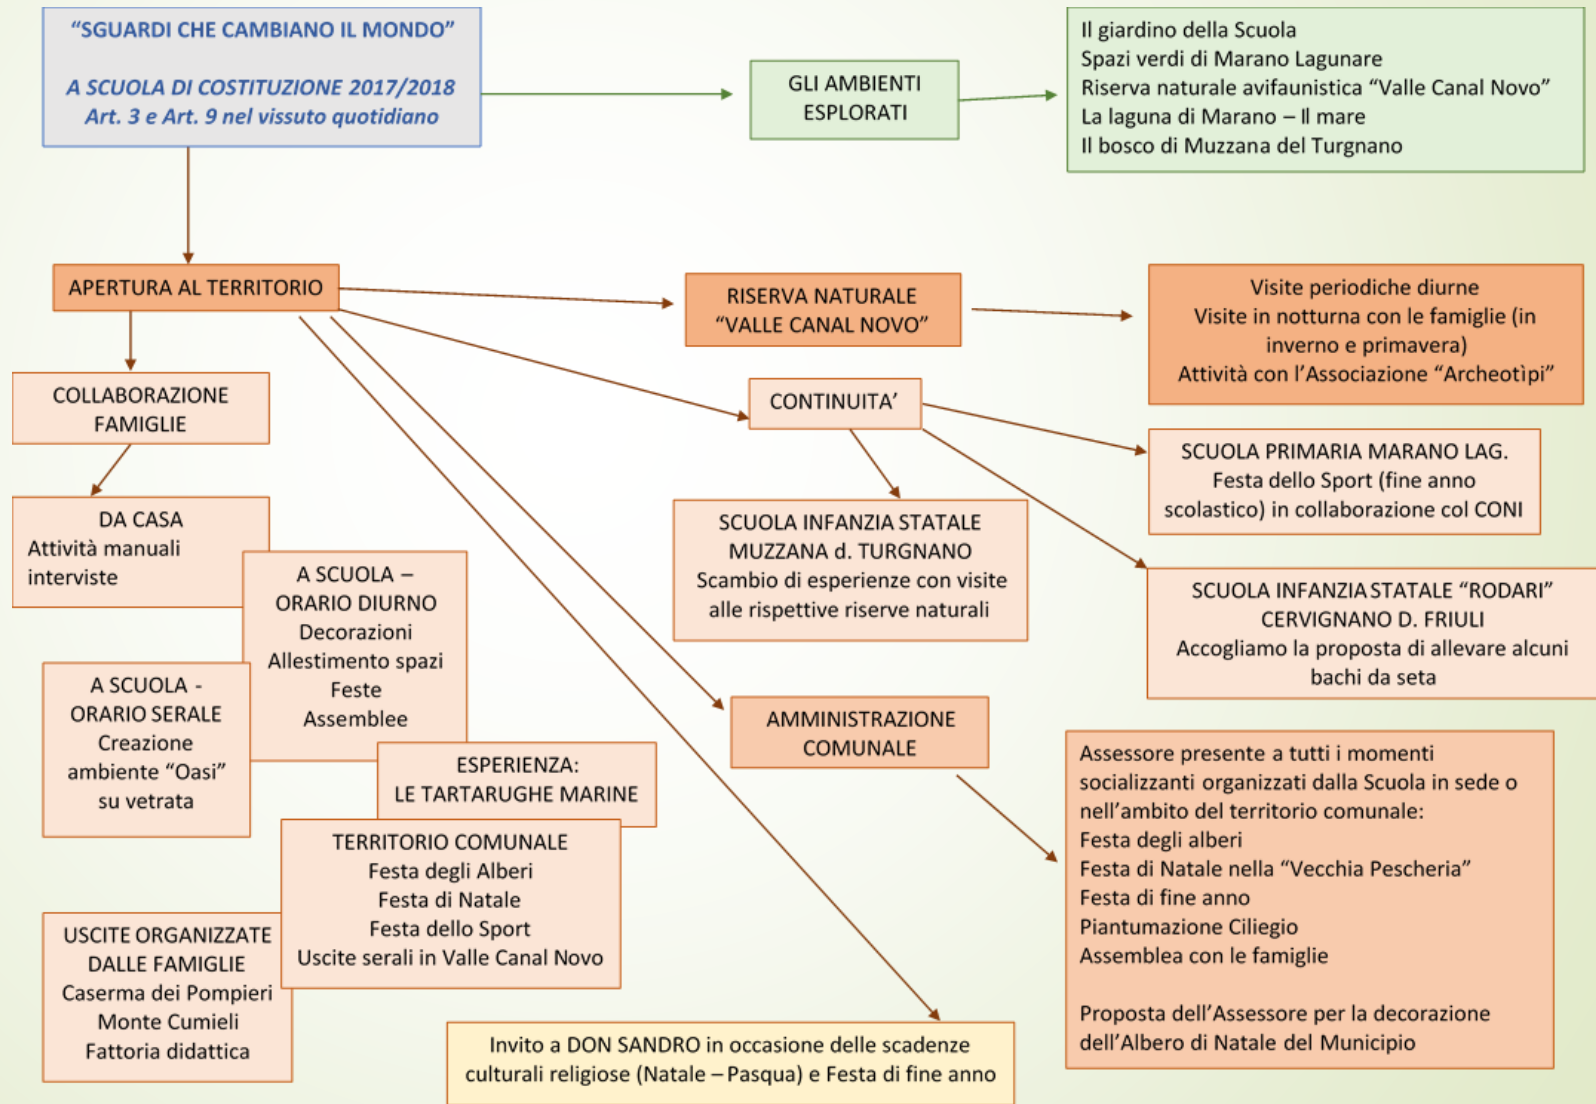 “SGUARDI CHE CAMBIANO IL MONDO”
A SCUOLA DI COSTITUZIONE 2017/2018
Art. 3 e Art. 9 nel vissuto quotidiano
GLI AMBIENTI
ESPLORATI
Il giardino della Scuola
Spazi verdi di Marano Lagunare
Riserva naturale avifaunistica “Valle Canal Novo”
La laguna di Marano – Il mare
Il bosco di Muzzana del Turgnano
APERTURA AL TERRITORIO
RISERVA NATURALE
“VALLE CANAL NOVO”
Visite periodiche diurne
Visite in notturna con le famiglie (in
inverno e primavera)
Attività con l’Associazione “Archeotìpi”
COLLABORAZIONE
FAMIGLIE
CONTINUITA’
SCUOLA PRIMARIA MARANO LAG.
Festa dello Sport (fine anno
scolastico) in collaborazione col CONI
DA CASA
Attività manuali
interviste
SCUOLA INFANZIA STATALE
MUZZANA d. TURGNANO
Scambio di esperienze con visite
alle rispettive riserve naturali
SCUOLA INFANZIA STATALE “RODARI”
CERVIGNANO D. FRIULI
Accogliamo la proposta di allevare alcuni
bachi da seta
A SCUOLA –
ORARIO DIURNO
Decorazioni
Allestimento spazi
Feste
Assemblee
A SCUOLA -
ORARIO SERALE
Creazione
ambiente “Oasi”
su vetrata
AMMINISTRAZIONE
COMUNALE
ESPERIENZA:
LE TARTARUGHE MARINE
Assessore presente a tutti i momenti
socializzanti organizzati dalla Scuola in sede o
nell’ambito del territorio comunale:
Festa degli alberi
Festa di Natale nella “Vecchia Pescheria”
Festa di fine anno
Piantumazione Ciliegio
Assemblea con le famiglie
Proposta dell’Assessore per la decorazione
dell’Albero di Natale del Municipio
TERRITORIO COMUNALE
Festa degli Alberi
Festa di Natale
Festa dello Sport
Uscite serali in Valle Canal Novo
USCITE ORGANIZZATE
DALLE FAMIGLIE
Caserma dei Pompieri
Monte Cumieli
Fattoria didattica
Invito a DON SANDRO in occasione delle scadenze
culturali religiose (Natale – Pasqua) e Festa di fine anno